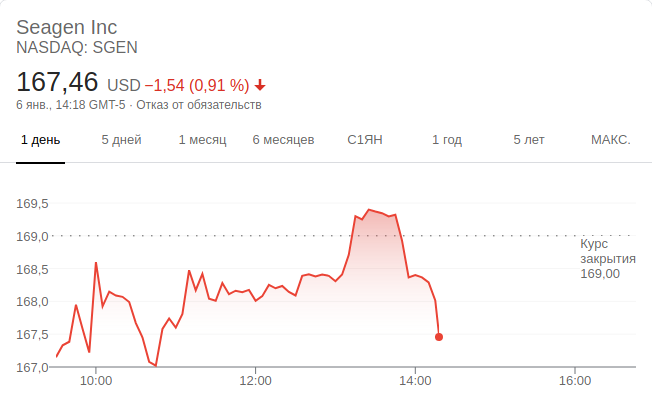 Seagen Inc
NASDAQ: SGEN
167,46 USD −1,54 (0,91 %)
6 янв., 14:18 GMT-5 · Отказ от обязательств
1 день 5 дней 1 месяц 6 месяцев С1ЯН 1 год 5 лет МАКС.
169,5
169,0
Курс
закрытия
169,00
168,5
168,0
167,5
167,0
10:00 12:00 14:00 16:00